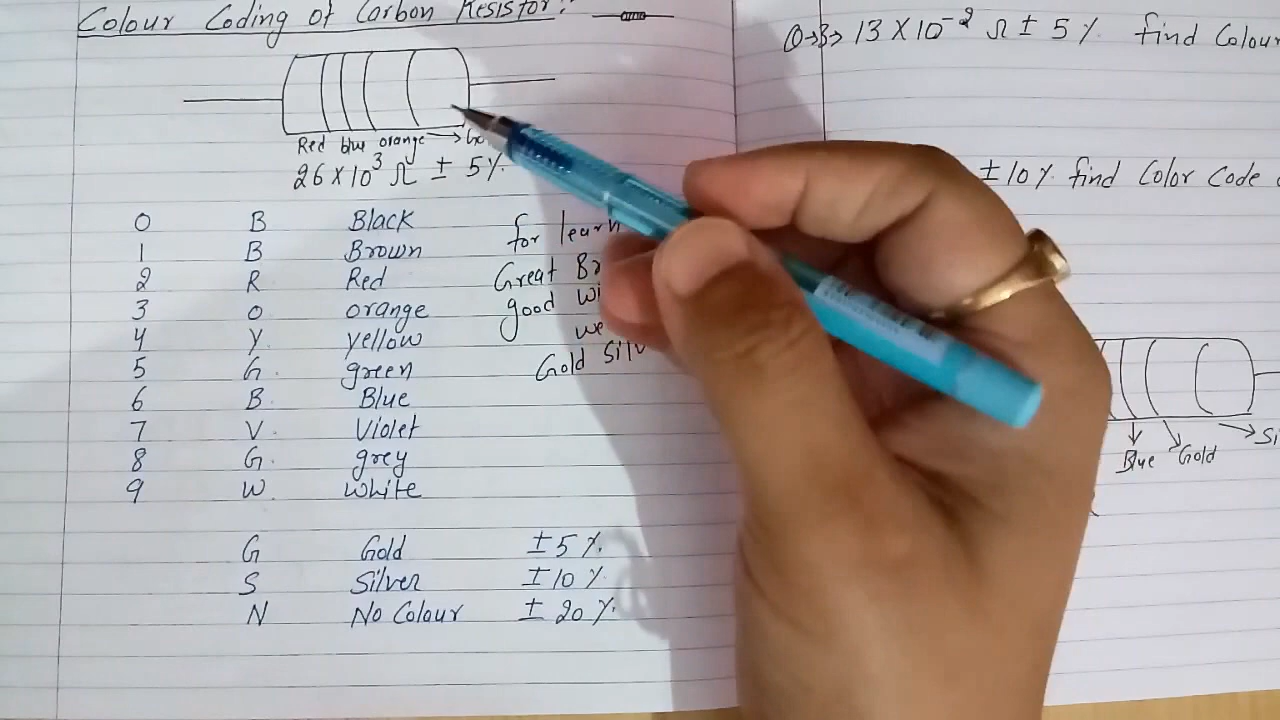 Colour Coding of Carbon Resistor:
Red blue orange
26 × 10³ Ω ± 5 %
0 B Black
1 B Brown
2 R Red
3 O orange
4 Y yellow
5 G green
6 B Blue
7 V Violet
8 G grey
9 W White
for learn
Great
good
Gold
G Gold ± 5 %
S Silver ± 10 %
N No Colour ± 20 %
13 × 10⁻² Ω ± 5 % find Colour
± 10 % find Color Code
Blue Gold